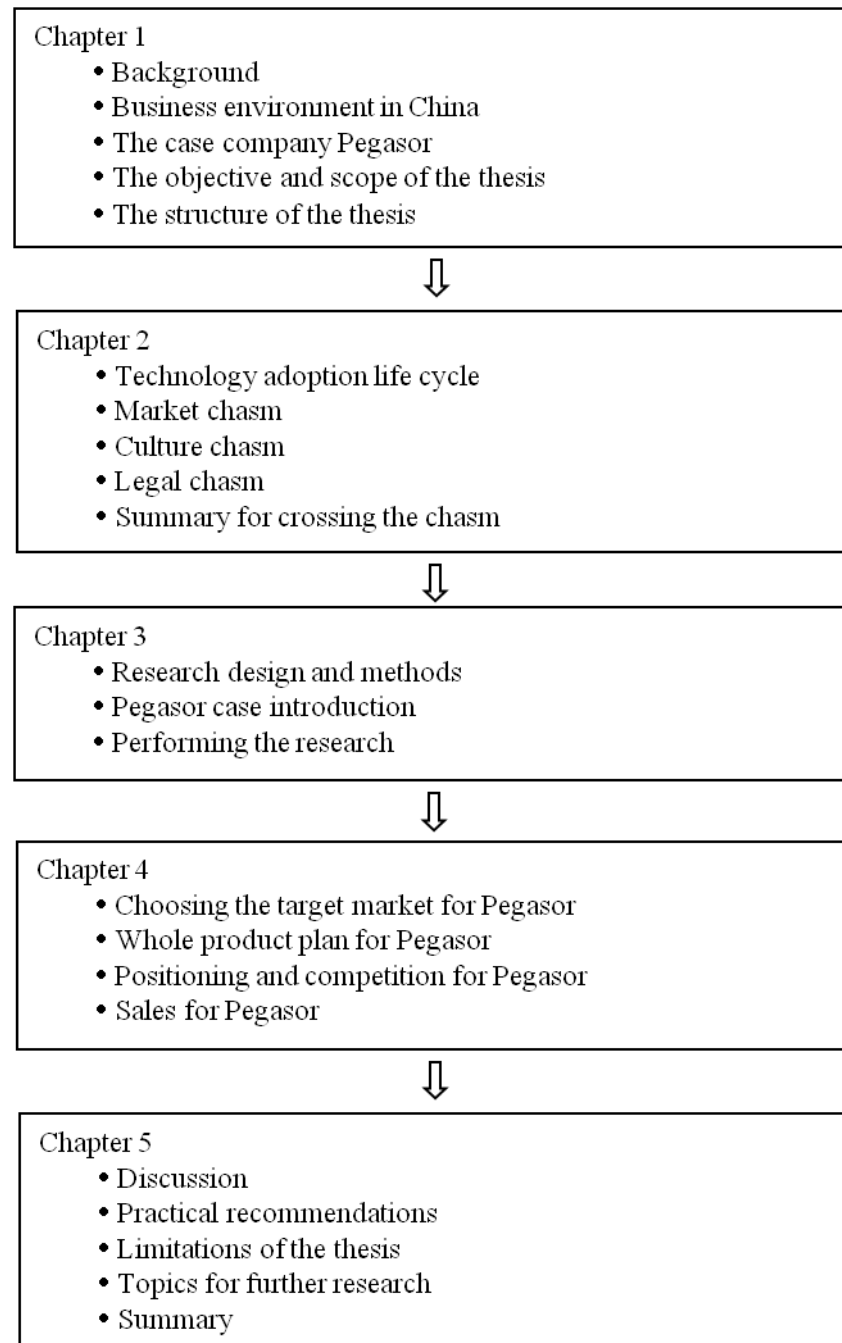 Chapter 1
• Background
• Business environment in China
• The case company Pegasor
• The objective and scope of the thesis
• The structure of the thesis
Chapter 2
• Technology adoption life cycle
• Market chasm
• Culture chasm
• Legal chasm
• Summary for crossing the chasm
Chapter 3
• Research design and methods
• Pegasor case introduction
• Performing the research
Chapter 4
• Choosing the target market for Pegasor
• Whole product plan for Pegasor
• Positioning and competition for Pegasor
• Sales for Pegasor
Chapter 5
• Discussion
• Practical recommendations
• Limitations of the thesis
• Topics for further research
• Summary